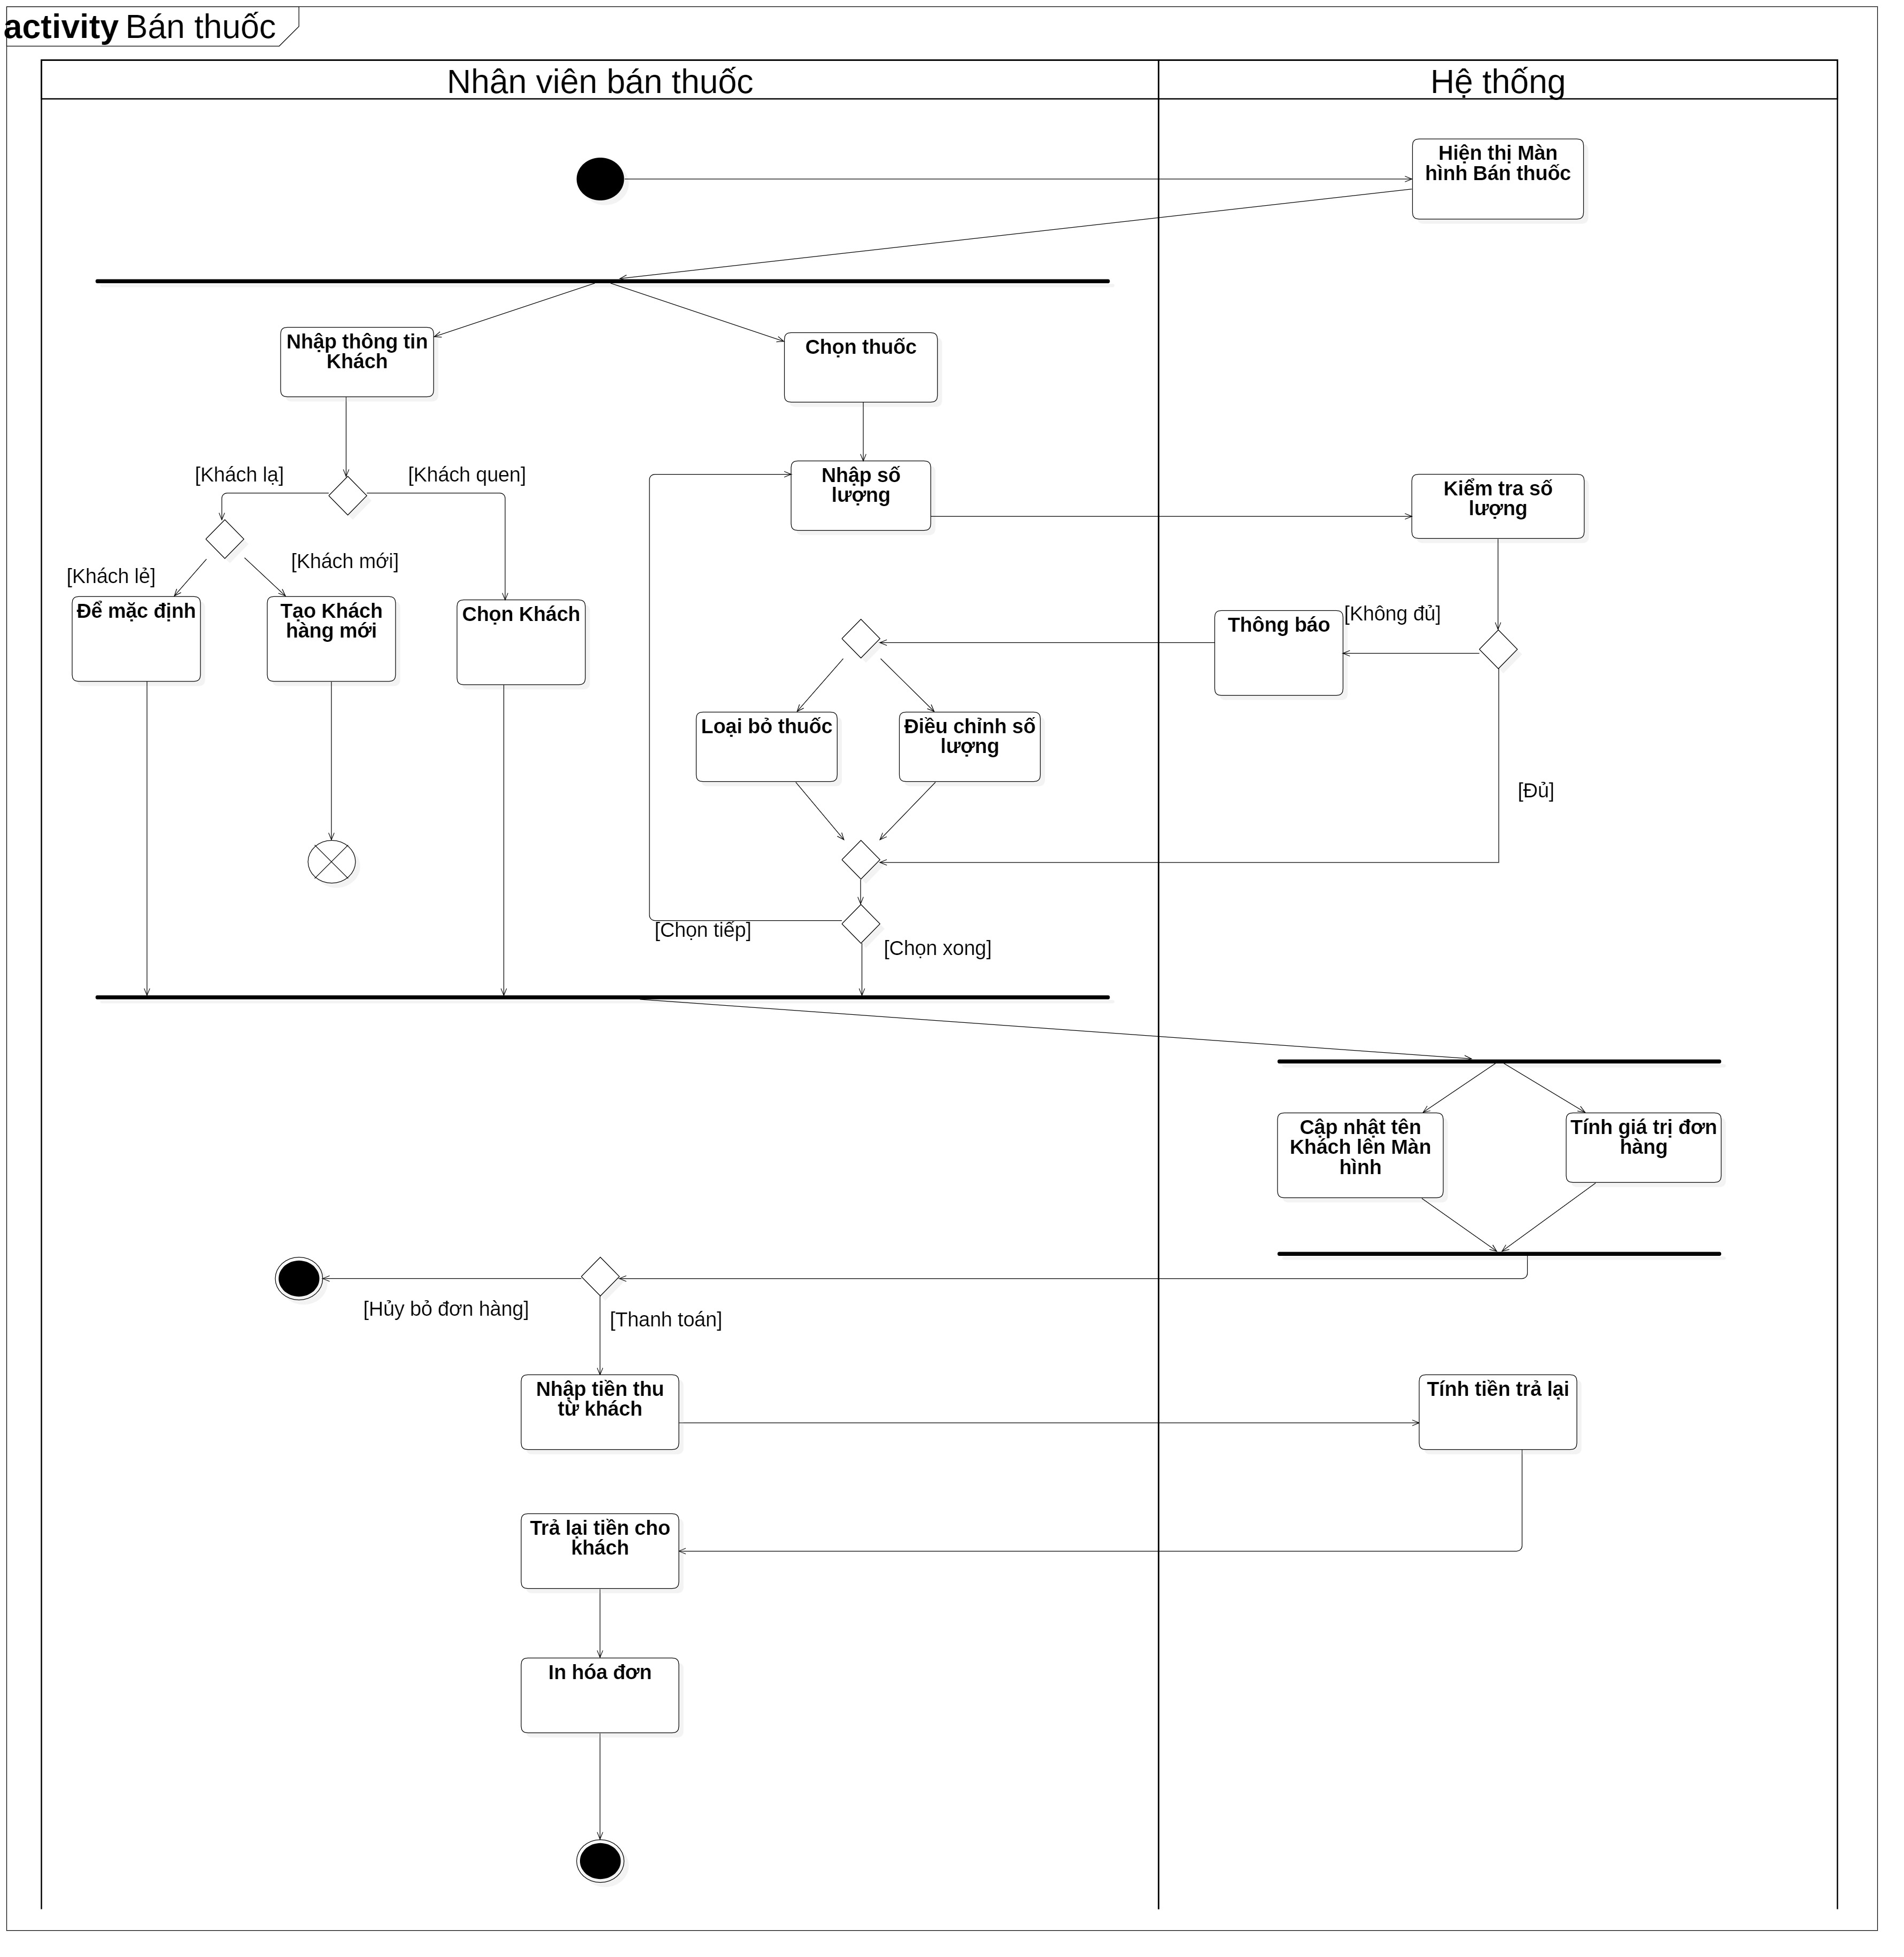 activity Bán thuốc
Nhân viên bán thuốc
Hệ thống
Hiện thị Màn
hình Bán thuốc
Nhập thông tin
Khách
Chọn thuốc
[Khách lạ]
[Khách quen]
Nhập số
lượng
Kiểm tra số
lượng
[Khách lẻ]
[Khách mới]
Để mặc định
Tạo Khách
hàng mới
Chọn Khách
Thông báo
[Không đủ]
Loại bỏ thuốc
Điều chỉnh số
lượng
[Đủ]
[Chọn tiếp]
[Chọn xong]
Cập nhật tên
Khách lên Màn
hình
Tính giá trị đơn
hàng
[Hủy bỏ đơn hàng]
[Thanh toán]
Nhập tiền thu
từ khách
Tính tiền trả lại
Trả lại tiền cho
khách
In hóa đơn